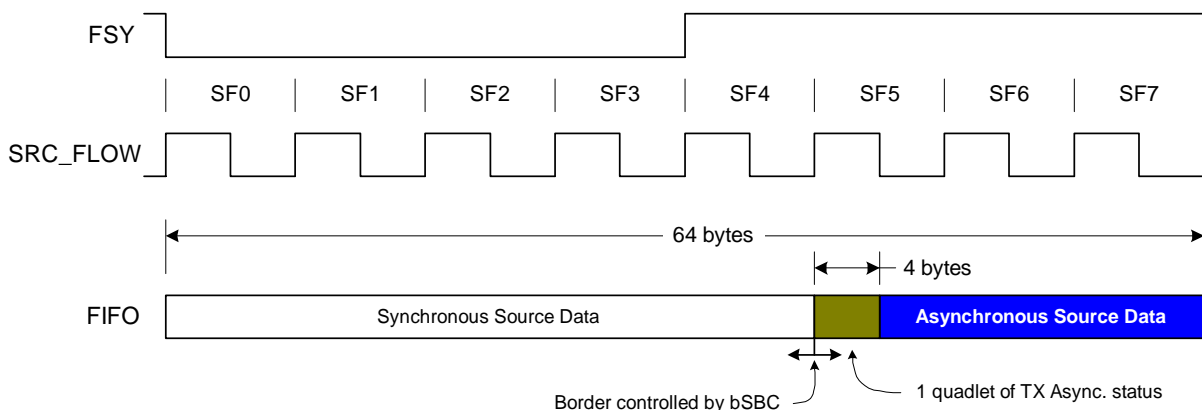 FSY
SF0 SF1 SF2 SF3 SF4 SF5 SF6 SF7
SRC_FLOW
64 bytes
4 bytes
FIFO
Synchronous Source Data
Asynchronous Source Data
Border controlled by bSBC
1 quadlet of TX Async. status